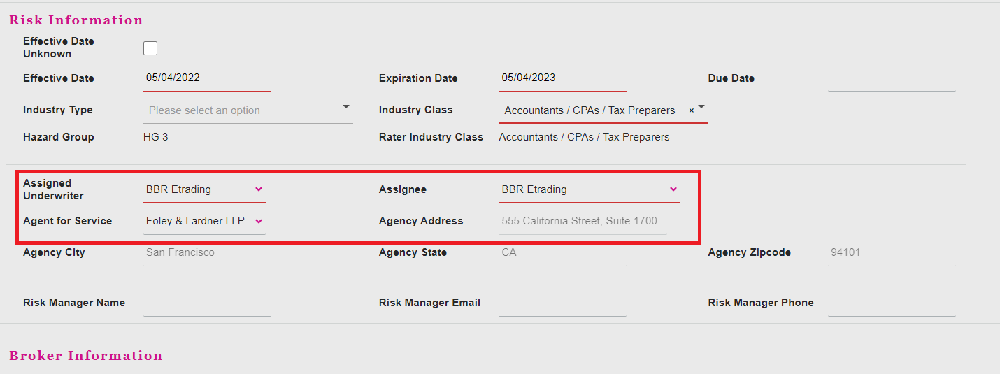 Risk Information
Effective Date
Unknown
Effective Date 05/04/2022 Expiration Date 05/04/2023 Due Date
Industry Type Please select an option Industry Class Accountants / CPAs / Tax Preparers ×
Hazard Group HG 3 Rater Industry Class Accountants / CPAs / Tax Preparers
Assigned
Underwriter BBR Etrading Assignee BBR Etrading
Agent for Service Foley & Lardner LLP Agency Address 555 California Street, Suite 1700
Agency City San Francisco Agency State CA Agency Zipcode 94101
Risk Manager Name Risk Manager Email Risk Manager Phone
Broker Information